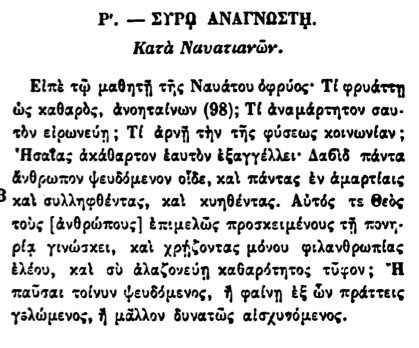 Ρ'. — ΣΥΡῼ ΑΝΑΓΝΩΣΤῌ.
Κατὰ Ναυατιανῶν.
Εἰπὲ τῷ μαθητῇ τῆς Ναυάτου ὀφρύος· Τί φρυάττῃ
ὡς καθαρὸς, ἀνοηταίνων (98); Τί ἀναμάρτητον σαυ-
τὸν εἰρωνεύῃ; Τί ἀρνῇ τὴν τῆς φύσεως κοινωνίαν;
Ἡσαΐας ἀκάθαρτον ἑαυτὸν ἐξαγγέλλει· Δαβὶδ πάντα
ἄνθρωπον ψευδόμενον οἶδε, καὶ πάντας ἐν ἁμαρτίαις
3 καὶ συλληφθέντας, καὶ κυηθέντας. Αὐτός τε Θεὸς
τοὺς [ἀνθρώπους] ἐπιμελῶς προσκειμένους τῇ πονη-
ρίᾳ γινώσκει, καὶ χρῄζοντας μόνου φιλανθρωπίας
ἐλέου, καὶ σὺ ἀλαζονεύῃ καθαρότητος τῦφον; Ἢ
παῦσαι τοίνυν ψευδόμενος, ἢ φαίνῃ ἐξ ὧν πράττεις
γελώμενος, ἢ μᾶλλον δυνατῶς αἰσχυνόμενος.